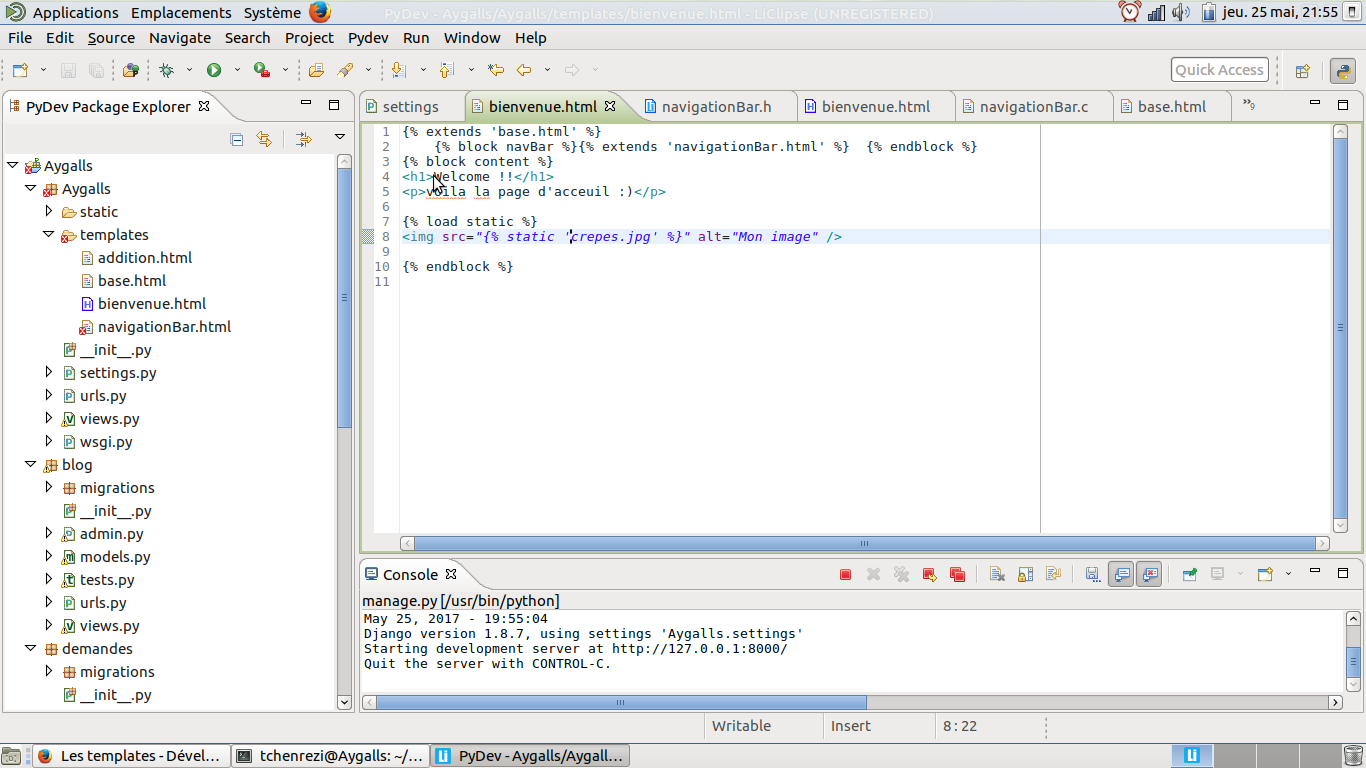 Applications Emplacements Système PyDev - Aygalls/Aygalls/templates/bienvenue.html - LiClipse (UNREGISTERED) jeu. 25 mai, 21:55
File Edit Source Navigate Search Project Pydev Run Window Help
Quick Access
PyDev Package Explorer
Aygalls
Aygalls
static
templates
addition.html
base.html
bienvenue.html
navigationBar.html
__init__.py
settings.py
urls.py
views.py
wsgi.py
blog
migrations
__init__.py
admin.py
models.py
tests.py
urls.py
views.py
demandes
migrations
__init__.py
settings bienvenue.html navigationBar.h bienvenue.html navigationBar.c base.html »9
1 {% extends 'base.html' %}
2 {% block navBar %}{% extends 'navigationBar.html' %} {% endblock %}
3 {% block content %}
4 <h1>Welcome !!</h1>
5 <p>voila la page d'acceuil :)</p>
6
7 {% load static %}
8 <img src="{% static 'crepes.jpg' %}" alt="Mon image" />
9
10 {% endblock %}
11
Console
manage.py [/usr/bin/python]
May 25, 2017 - 19:55:04
Django version 1.8.7, using settings 'Aygalls.settings'
Starting development server at http://127.0.0.1:8000/
Quit the server with CONTROL-C.
Writable Insert 8 : 22
Les templates - Dével... tchenrezi@Aygalls: ~/... PyDev - Aygalls/Aygall...